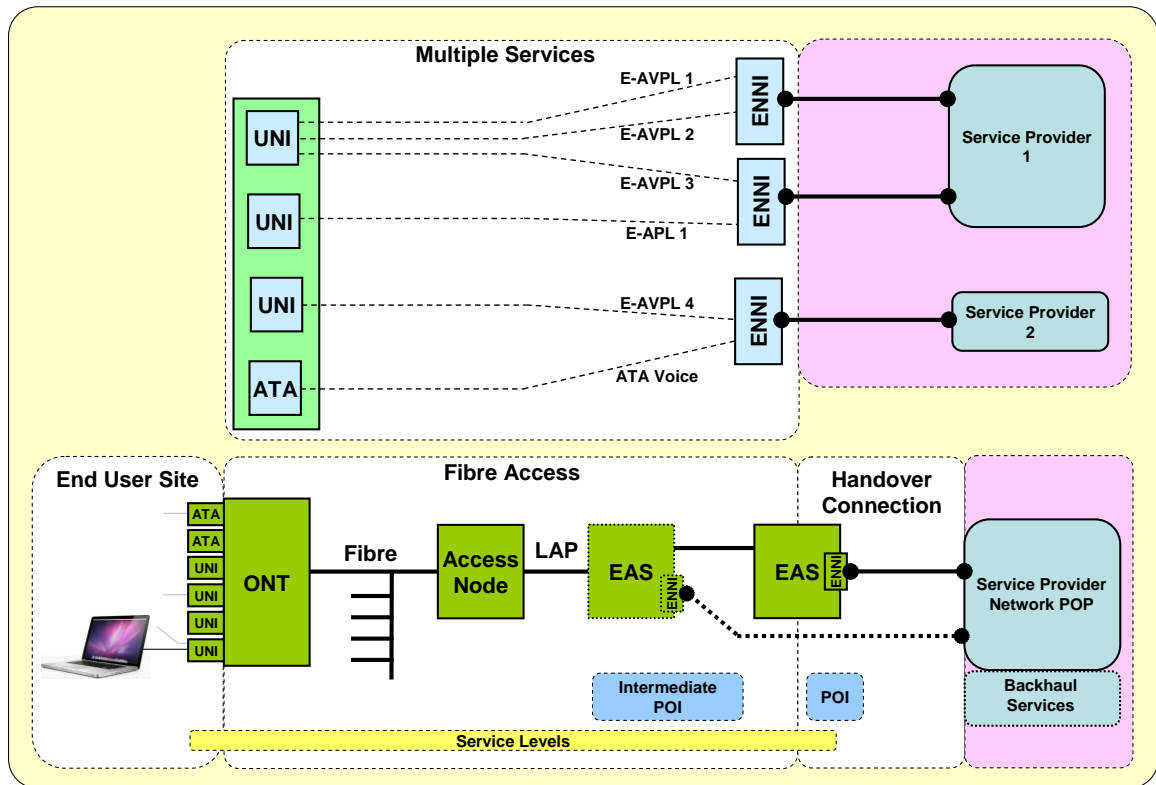 Multiple Services
E-AVPL 1
E-AVPL 2
E-AVPL 3
E-APL 1
E-AVPL 4
ATA Voice
UNI
UNI
UNI
ATA
ENNI
ENNI
ENNI
Service Provider
1
Service Provider
2
End User Site
Fibre Access
Handover
Connection
ATA
ATA
UNI
UNI
UNI
UNI
ONT
Fibre
Access
Node
LAP
EAS
ENNI
EAS
ENNI
Service Provider
Network POP
Intermediate
POI
POI
Backhaul
Services
Service Levels